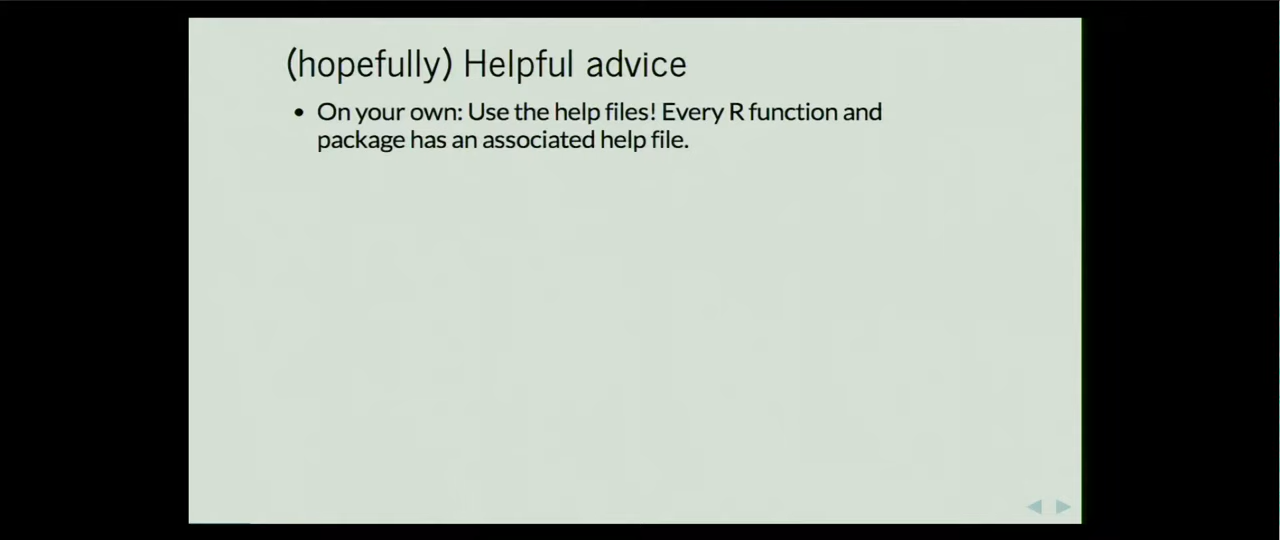 (hopefully) Helpful advice
• On your own: Use the help files! Every R function and
package has an associated help file.